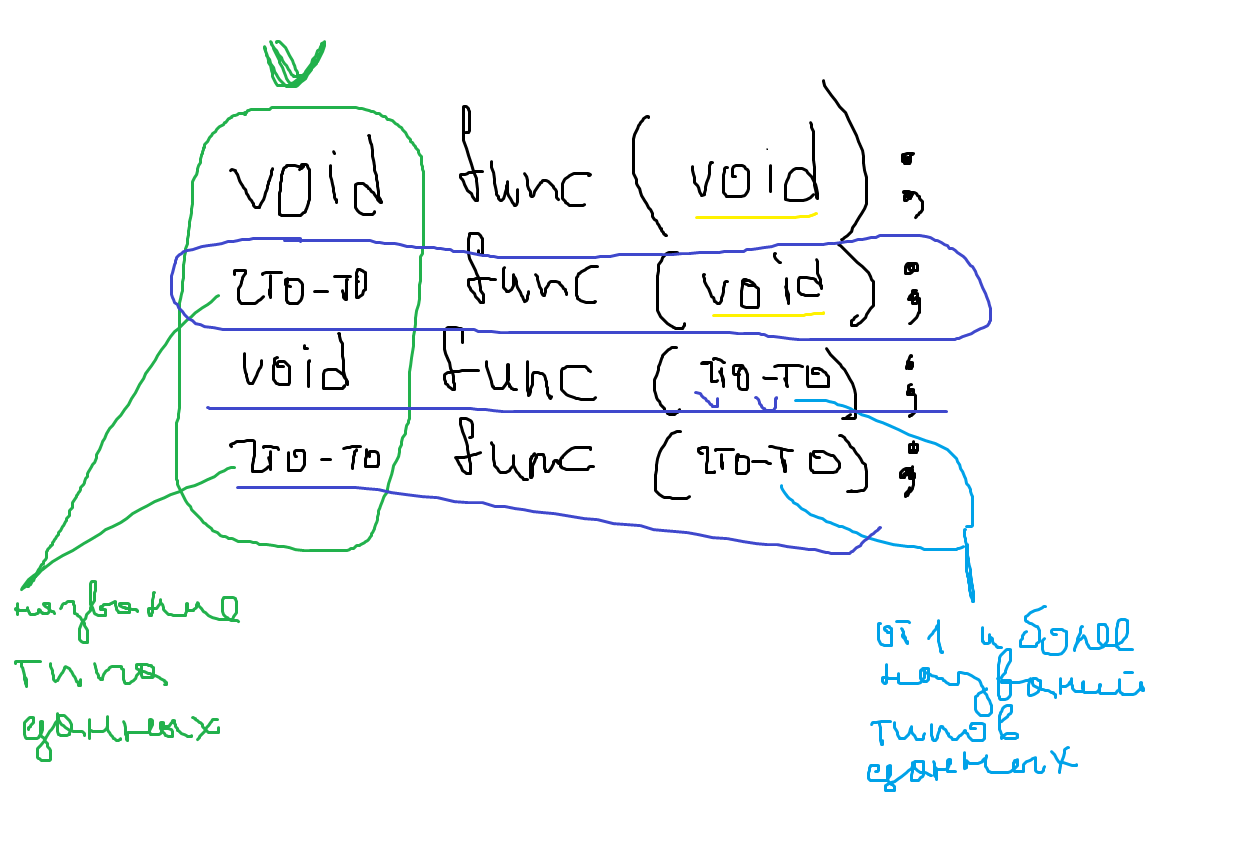 void func (void);
что-то func (void);
void func (что-то);
что-то func (что-то);
название
типа
данных
от 1 и более
названий
типов
данных